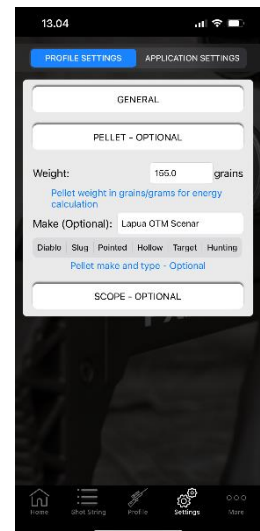 13.04
PROFILE SETTINGS APPLICATION SETTINGS
GENERAL
PELLET - OPTIONAL
Weight: 155.0 grains
Pellet weight in grains/grams for energy
calculation
Make (Optional): Lapua OTM Scenar
Diablo Slug Pointed Hollow Target Hunting
Pellet make and type - Optional
SCOPE - OPTIONAL
Home Shot String Profile Settings More